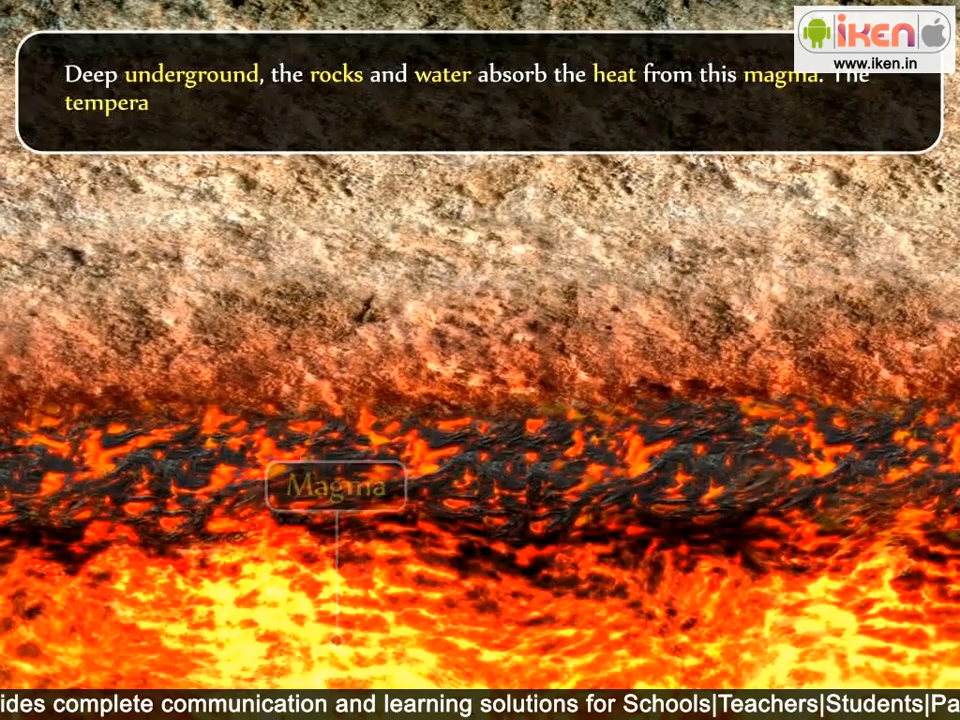 iken
www.iken.in
Deep underground, the rocks and water absorb the heat from this magma. The
tempera
Magma
ides complete communication and learning solutions for Schools|Teachers|Students|Pa